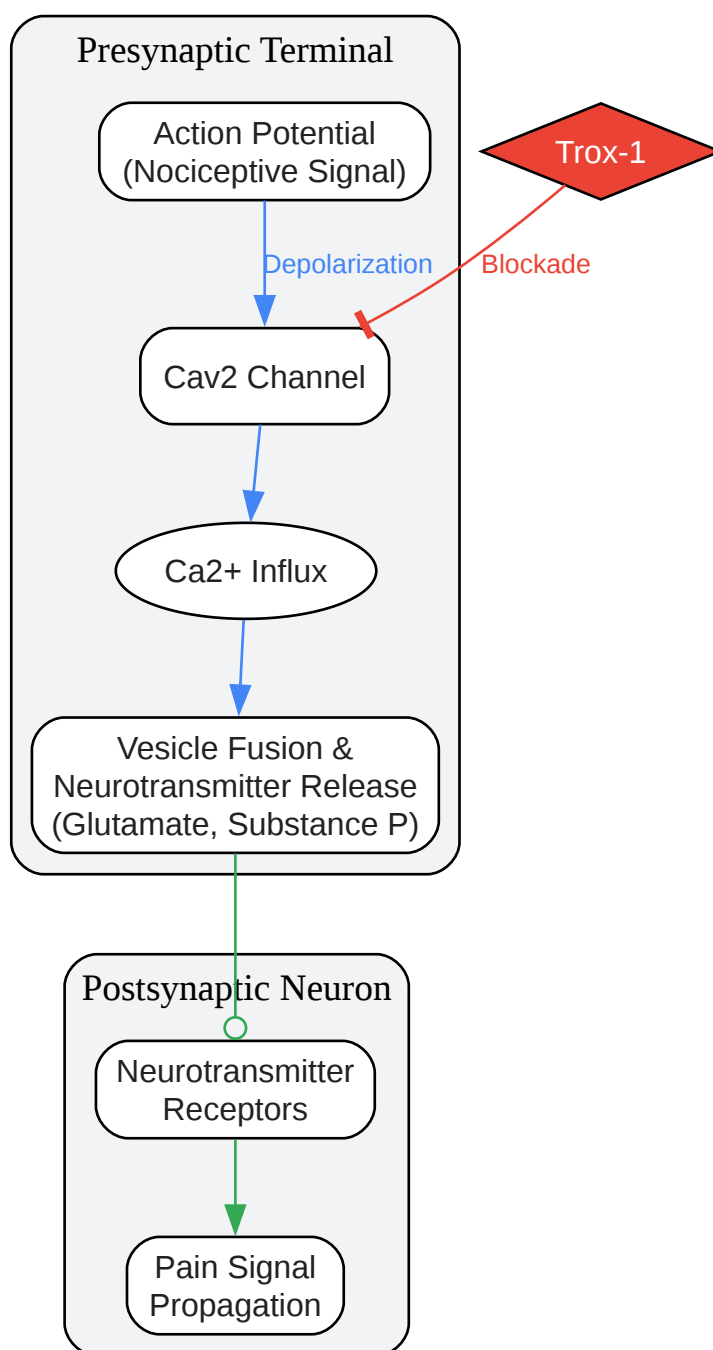 Presynaptic Terminal
Action Potential
(Nociceptive Signal)
Trox-1
Depolarization
Blockade
Cav2 Channel
Ca2+ Influx
Vesicle Fusion &
Neurotransmitter Release
(Glutamate, Substance P)
Postsynaptic Neuron
Neurotransmitter
Receptors
Pain Signal
Propagation